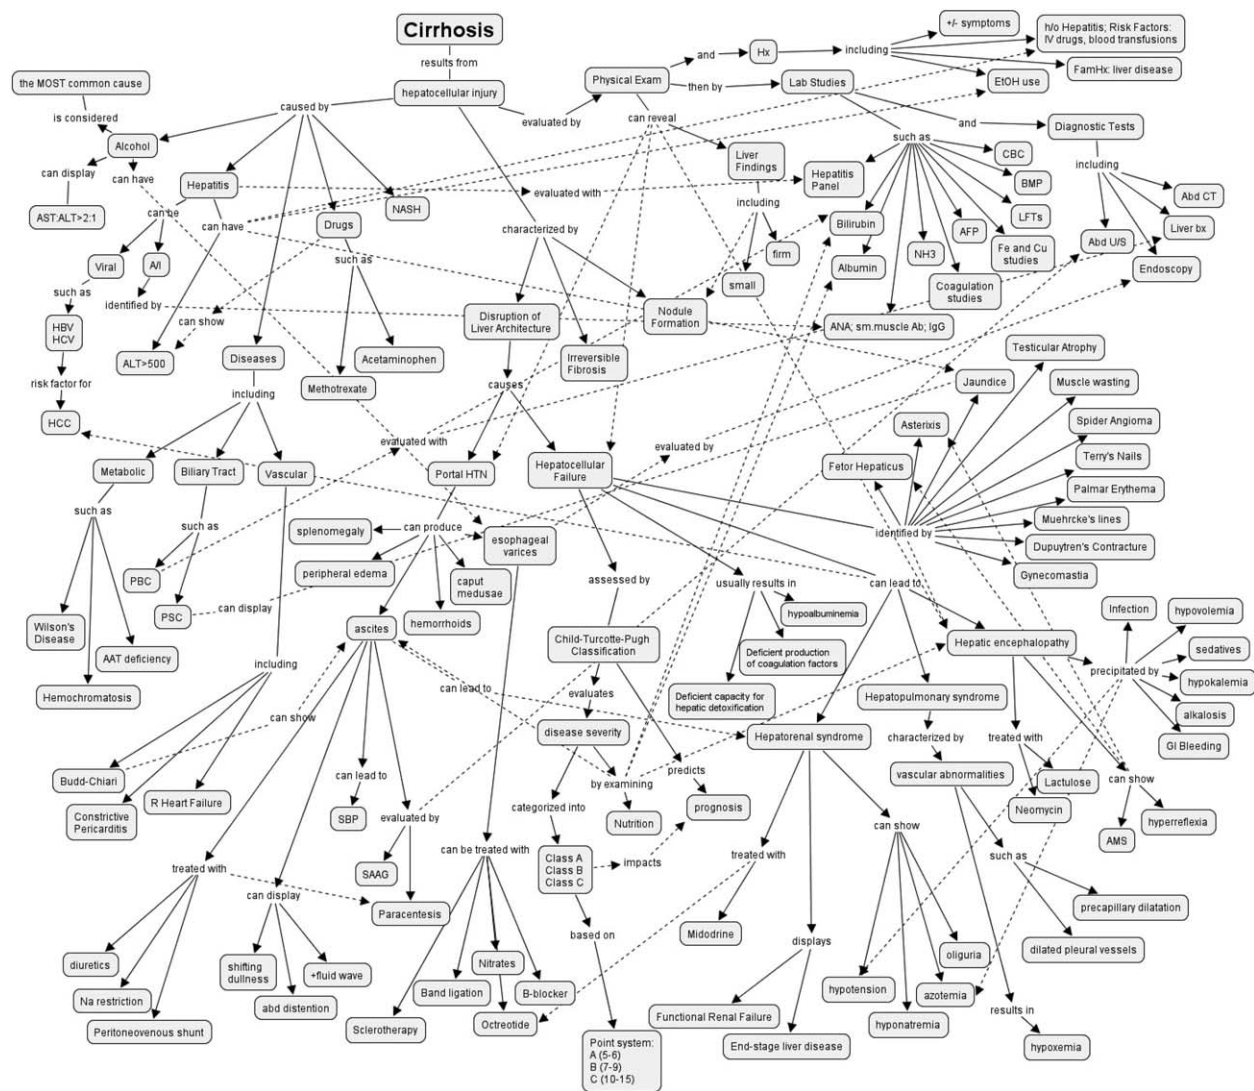 Cirrhosis
results from
hepatocellular injury
evaluated by
caused by
the MOST common cause
is considered
Alcohol
can display
can have
AST:ALT>2:1
Hepatitis
can be
can have
Viral
A/I
such as
identified by
HBV
HCV
risk factor for
HCC
ALT>500
can show
Drugs
such as
NASH
Methotrexate
Acetaminophen
Diseases
including
Metabolic
Biliary Tract
Vascular
such as
such as
PBC
PSC
can display
Wilson's
Disease
AAT deficiency
Hemochromatosis
including
can show
Budd-Chiari
Constrictive
Pericarditis
R Heart Failure
Physical Exam
and
Hx
including
+/- symptoms
h/o Hepatitis; Risk Factors:
IV drugs, blood transfusions
FamHx: liver disease
EtOH use
then by
Lab Studies
and
Diagnostic Tests
including
Abd CT
Liver bx
Abd U/S
Endoscopy
such as
CBC
BMP
LFTs
Fe and Cu
studies
AFP
Coagulation
studies
NH3
Albumin
Bilirubin
Hepatitis
Panel
ANA; sm.muscle Ab; IgG
evaluated with
can reveal
Liver
Findings
including
firm
small
characterized by
Disruption of
Liver Architecture
Irreversible
Fibrosis
Nodule
Formation
causes
evaluated with
evaluated by
Portal HTN
Hepatocellular
Failure
can produce
splenomegaly
peripheral edema
ascites
hemorrhoids
caput
medusae
esophageal
varices
identified by
Fetor Hepaticus
Asterixis
Jaundice
Testicular Atrophy
Muscle wasting
Spider Angioma
Terry's Nails
Palmar Erythema
Muehrcke's lines
Dupuytren's Contracture
Gynecomastia
assessed by
Child-Turcotte-Pugh
Classification
evaluates
disease severity
predicts
prognosis
categorized into
by examining
Nutrition
Class A
Class B
Class C
impacts
based on
Point system:
A (5-6)
B (7-9)
C (10-15)
usually results in
hypoalbuminemia
Deficient production
of coagulation factors
Deficient capacity for
hepatic detoxification
can lead to
Hepatic encephalopathy
Hepatopulmonary syndrome
Hepatorenal syndrome
precipitated by
Infection
hypovolemia
sedatives
hypokalemia
alkalosis
GI Bleeding
treated with
Lactulose
Neomycin
can show
AMS
hyperreflexia
characterized by
vascular abnormalities
such as
precapillary dilatation
dilated pleural vessels
results in
hypoxemia
treated with
Midodrine
can show
oliguria
azotemia
hyponatremia
hypotension
displays
Functional Renal Failure
End-stage liver disease
can lead to
can lead to
SBP
evaluated by
SAAG
Paracentesis
treated with
diuretics
Na restriction
Peritoneovenous shunt
can display
shifting
dullness
abd distention
+fluid wave
can be treated with
Sclerotherapy
Band ligation
Nitrates
Octreotide
B-blocker